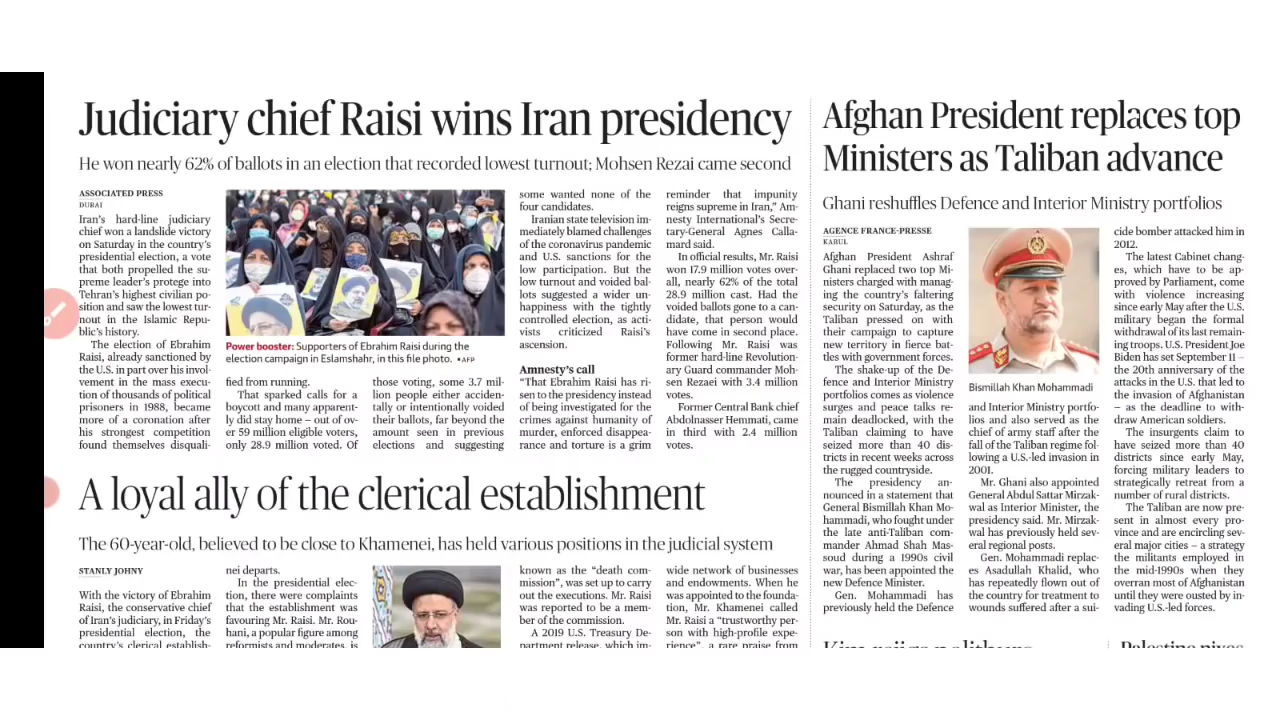 Judiciary chief Raisi wins Iran presidency
He won nearly 62% of ballots in an election that recorded lowest turnout; Mohsen Rezai came second
ASSOCIATED PRESS
DUBAI
Iran's hard-line judiciary
chief won a landslide victory
on Saturday in the country's
presidential election, a vote
that both propelled the su-
preme leader's protege into
Tehran's highest civilian po-
sition and saw the lowest tur-
nout in the Islamic Repu-
blic's history.
The election of Ebrahim
Raisi, already sanctioned by
the U.S. in part over his invol-
vement in the mass execu-
tion of thousands of political
prisoners in 1988, became
more of a coronation after
his strongest competition
found themselves disquali-
Power booster: Supporters of Ebrahim Raisi during the
election campaign in Eslamshahr, in this file photo. •AFP
fied from running.
That sparked calls for a
boycott and many apparent-
ly did stay home – out of ov-
er 59 million eligible voters,
only 28.9 million voted. Of
those voting, some 3.7 mil-
lion people either acciden-
tally or intentionally voided
their ballots, far beyond the
amount seen in previous
elections and suggesting
some wanted none of the
four candidates.
Iranian state television im-
mediately blamed challenges
of the coronavirus pandemic
and U.S. sanctions for the
low participation. But the
low turnout and voided bal-
lots suggested a wider un-
happiness with the tightly
controlled election, as acti-
vists criticized Raisi's
ascension.
Amnesty's call
“That Ebrahim Raisi has ri-
sen to the presidency instead
of being investigated for the
crimes against humanity of
murder, enforced disappea-
rance and torture is a grim
reminder that impunity
reigns supreme in Iran,” Am-
nesty International's Secre-
tary-General Agnes Calla-
mard said.
In official results, Mr. Raisi
won 17.9 million votes over-
all, nearly 62% of the total
28.9 million cast. Had the
voided ballots gone to a can-
didate, that person would
have come in second place.
Following Mr. Raisi was
former hard-line Revolution-
ary Guard commander Moh-
sen Rezaei with 3.4 million
votes.
Former Central Bank chief
Abdolnasser Hemmati, came
in third with 2.4 million
votes.
A loyal ally of the clerical establishment
The 60-year-old, believed to be close to Khamenei, has held various positions in the judicial system
STANLY JOHNY
With the victory of Ebrahim
Raisi, the conservative chief
of Iran's judiciary, in Friday's
presidential election, the
country's clerical establish-
nei departs.
In the presidential elec-
tion, there were complaints
that the establishment was
favouring Mr. Raisi. Mr. Rou-
hani, a popular figure among
reformists and moderates, is
known as the “death com-
mission”, was set up to carry
out the executions. Mr. Raisi
was reported to be a mem-
ber of the commission.
A 2019 U.S. Treasury De-
partment release, which im-
wide network of businesses
and endowments. When he
was appointed to the founda-
tion, Mr. Khamenei called
Mr. Raisi a “trustworthy per-
son with high-profile expe-
rience”, a rare praise from
Afghan President replaces top
Ministers as Taliban advance
Ghani reshuffles Defence and Interior Ministry portfolios
AGENCE FRANCE-PRESSE
KABUL
Afghan President Ashraf
Ghani replaced two top Mi-
nisters charged with manag-
ing the country's faltering
security on Saturday, as the
Taliban pressed on with
their campaign to capture
new territory in fierce bat-
tles with government forces.
The shake-up of the De-
fence and Interior Ministry
portfolios comes as violence
surges and peace talks re-
main deadlocked, with the
Taliban claiming to have
seized more than 40 dis-
tricts in recent weeks across
the rugged countryside.
The presidency an-
nounced in a statement that
General Bismillah Khan Mo-
hammadi, who fought under
the late anti-Taliban com-
mander Ahmad Shah Mas-
soud during a 1990s civil
war, has been appointed the
new Defence Minister.
Gen. Mohammadi has
previously held the Defence
Bismillah Khan Mohammadi
and Interior Ministry portfo-
lios and also served as the
chief of army staff after the
fall of the Taliban regime fol-
lowing a U.S.-led invasion in
2001.
Mr. Ghani also appointed
General Abdul Sattar Mirzak-
wal as Interior Minister, the
presidency said. Mr. Mirzak-
wal has previously held sev-
eral regional posts.
Gen. Mohammadi replac-
es Asadullah Khalid, who
has repeatedly flown out of
the country for treatment to
wounds suffered after a sui-
cide bomber attacked him in
2012.
The latest Cabinet chang-
es, which have to be ap-
proved by Parliament, come
with violence increasing
since early May after the U.S.
military began the formal
withdrawal of its last remain-
ing troops. U.S. President Joe
Biden has set September 11 –
the 20th anniversary of the
attacks in the U.S. that led to
the invasion of Afghanistan
– as the deadline to with-
draw American soldiers.
The insurgents claim to
have seized more than 40
districts since early May,
forcing military leaders to
strategically retreat from a
number of rural districts.
The Taliban are now pre-
sent in almost every pro-
vince and are encircling sev-
eral major cities – a strategy
the militants employed in
the mid-1990s when they
overran most of Afghanistan
until they were ousted by in-
vading U.S.-led forces.